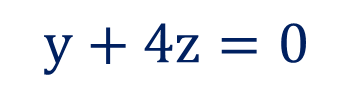 y + 4z = 0